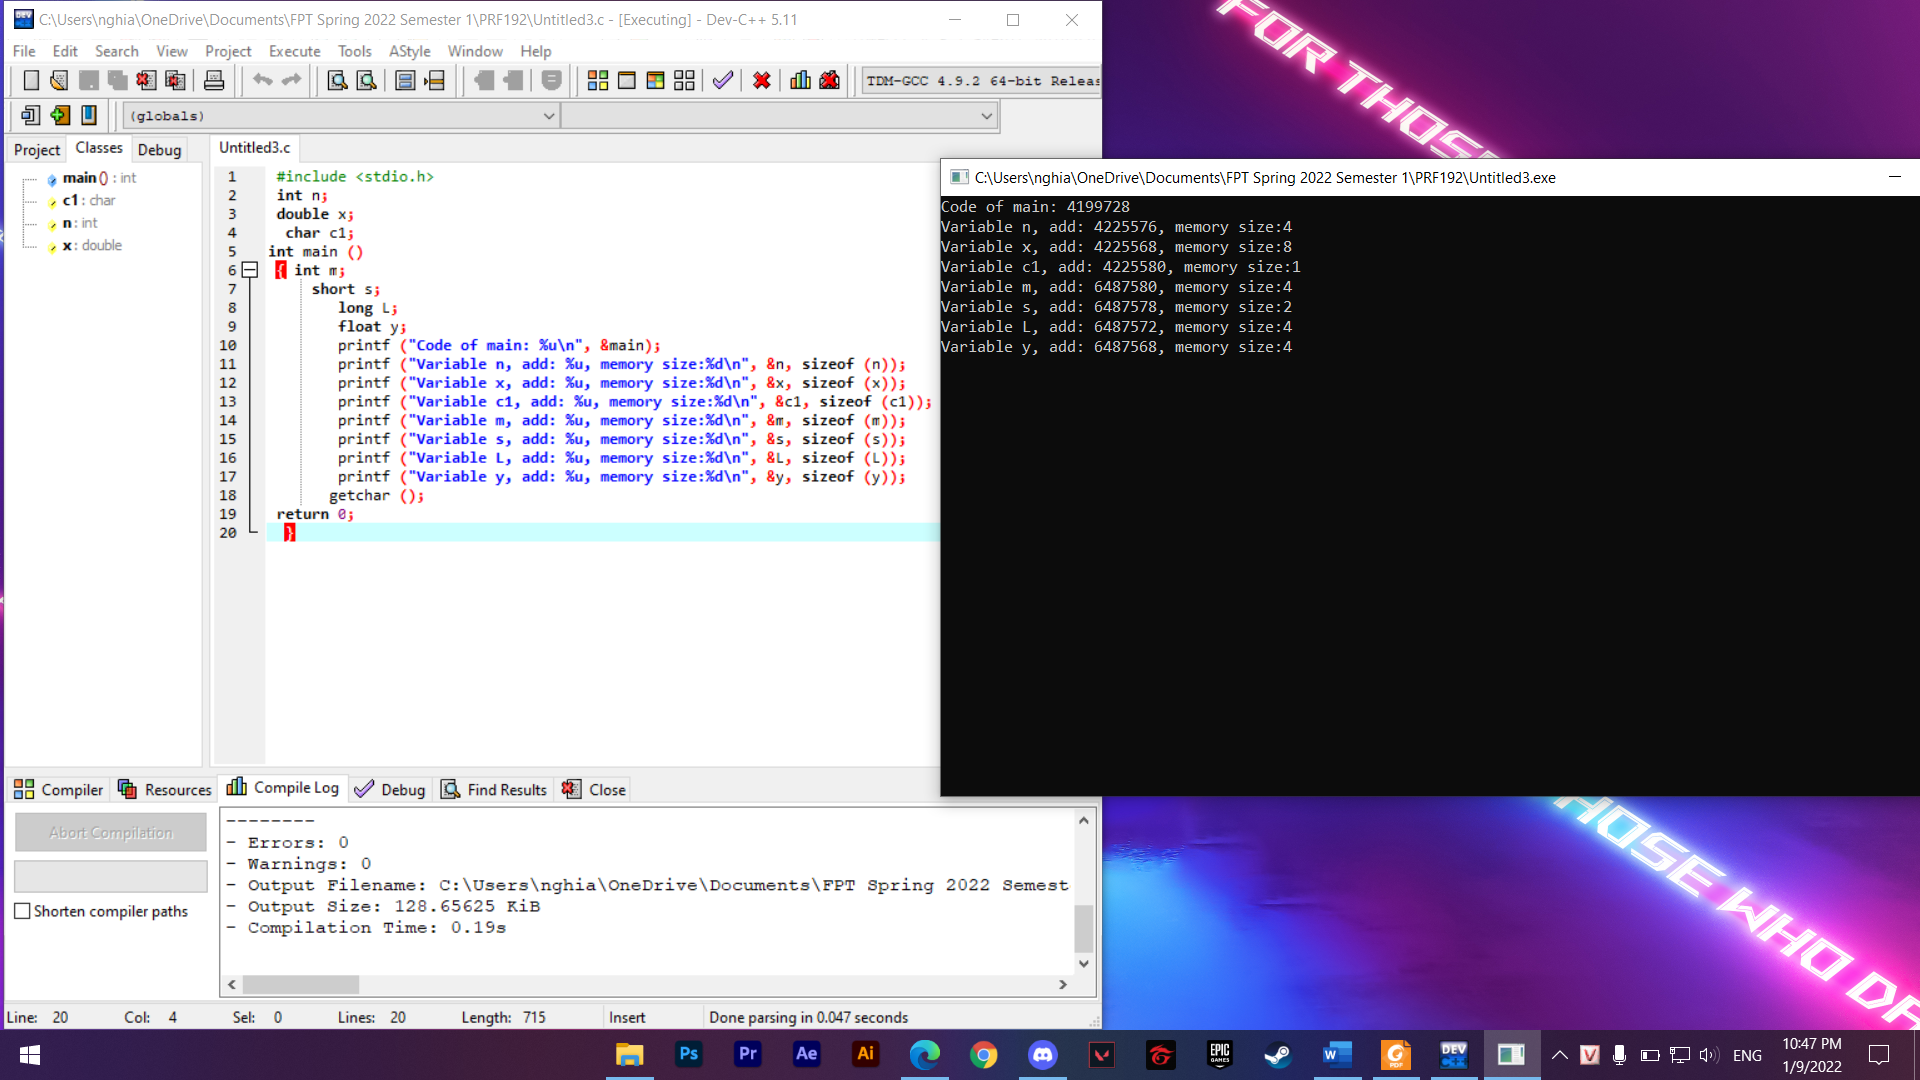 C:\Users\nghia\OneDrive\Documents\FPT Spring 2022 Semester 1\PRF192\Untitled3.c - [Executing] - Dev-C++ 5.11
File Edit Search View Project Execute Tools AStyle Window Help
TDM-GCC 4.9.2 64-bit Releas
(globals)
Project Classes Debug
main () : int
c1 : char
n : int
x : double
Untitled3.c
1 #include <stdio.h>
2 int n;
3 double x;
4 char c1;
5 int main ()
6 { int m;
7 short s;
8 long L;
9 float y;
10 printf ("Code of main: %u\n", &main);
11 printf ("Variable n, add: %u, memory size:%d\n", &n, sizeof (n));
12 printf ("Variable x, add: %u, memory size:%d\n", &x, sizeof (x));
13 printf ("Variable c1, add: %u, memory size:%d\n", &c1, sizeof (c1));
14 printf ("Variable m, add: %u, memory size:%d\n", &m, sizeof (m));
15 printf ("Variable s, add: %u, memory size:%d\n", &s, sizeof (s));
16 printf ("Variable L, add: %u, memory size:%d\n", &L, sizeof (L));
17 printf ("Variable y, add: %u, memory size:%d\n", &y, sizeof (y));
18 getchar ();
19 return 0;
20 }
C:\Users\nghia\OneDrive\Documents\FPT Spring 2022 Semester 1\PRF192\Untitled3.exe
Code of main: 4199728
Variable n, add: 4225576, memory size:4
Variable x, add: 4225568, memory size:8
Variable c1, add: 4225580, memory size:1
Variable m, add: 6487580, memory size:4
Variable s, add: 6487578, memory size:2
Variable L, add: 6487572, memory size:4
Variable y, add: 6487568, memory size:4
FOR THOSE
HOSE WHO DA
Compiler Resources Compile Log Debug Find Results Close
Abort Compilation
Shorten compiler paths
--------
- Errors: 0
- Warnings: 0
- Output Filename: C:\Users\nghia\OneDrive\Documents\FPT Spring 2022 Semest
- Output Size: 128.65625 KiB
- Compilation Time: 0.19s
Line: 20 Col: 4 Sel: 0 Lines: 20 Length: 715 Insert Done parsing in 0.047 seconds
Ps Pr Ae Ai EPIC GAMES W PDF DEV C++ V ENG
10:47 PM
1/9/2022